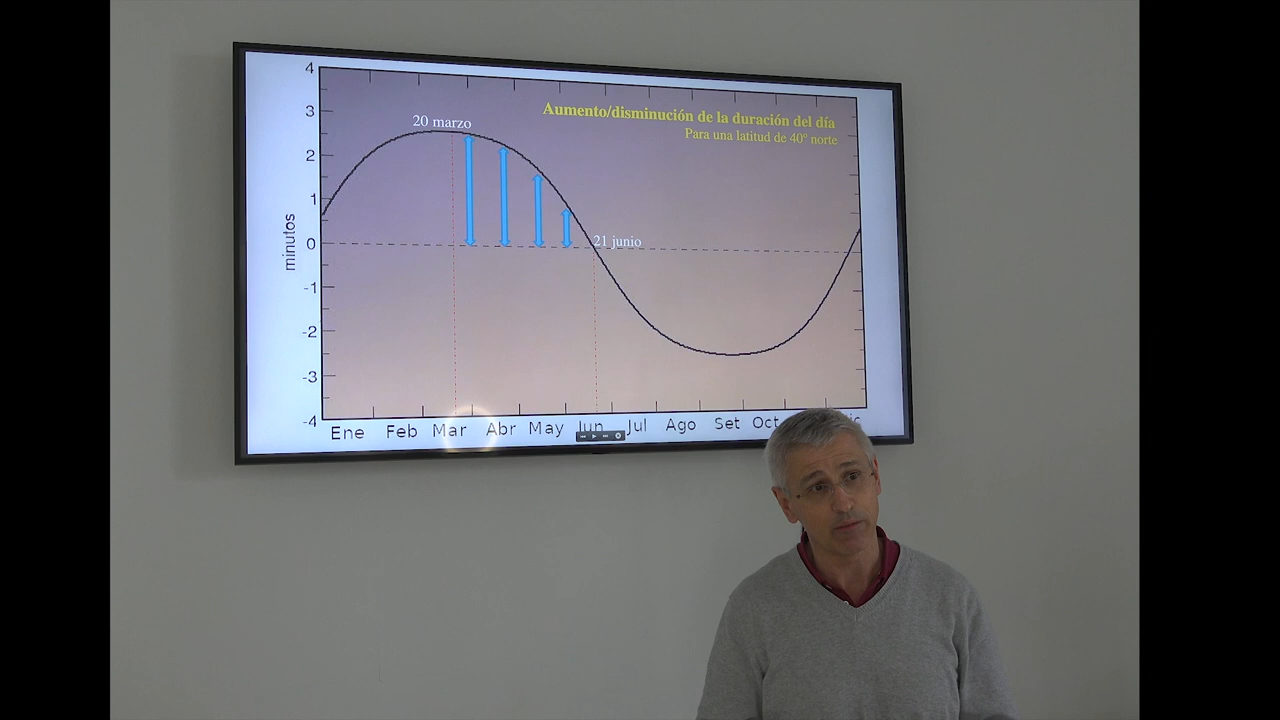 Aumento/disminución de la duración del día
Para una latitud de 40° norte
20 marzo
21 junio
minutos
4
3
2
1
0
-1
-2
-3
-4
Ene Feb Mar Abr May Jun Jul Ago Set Oct